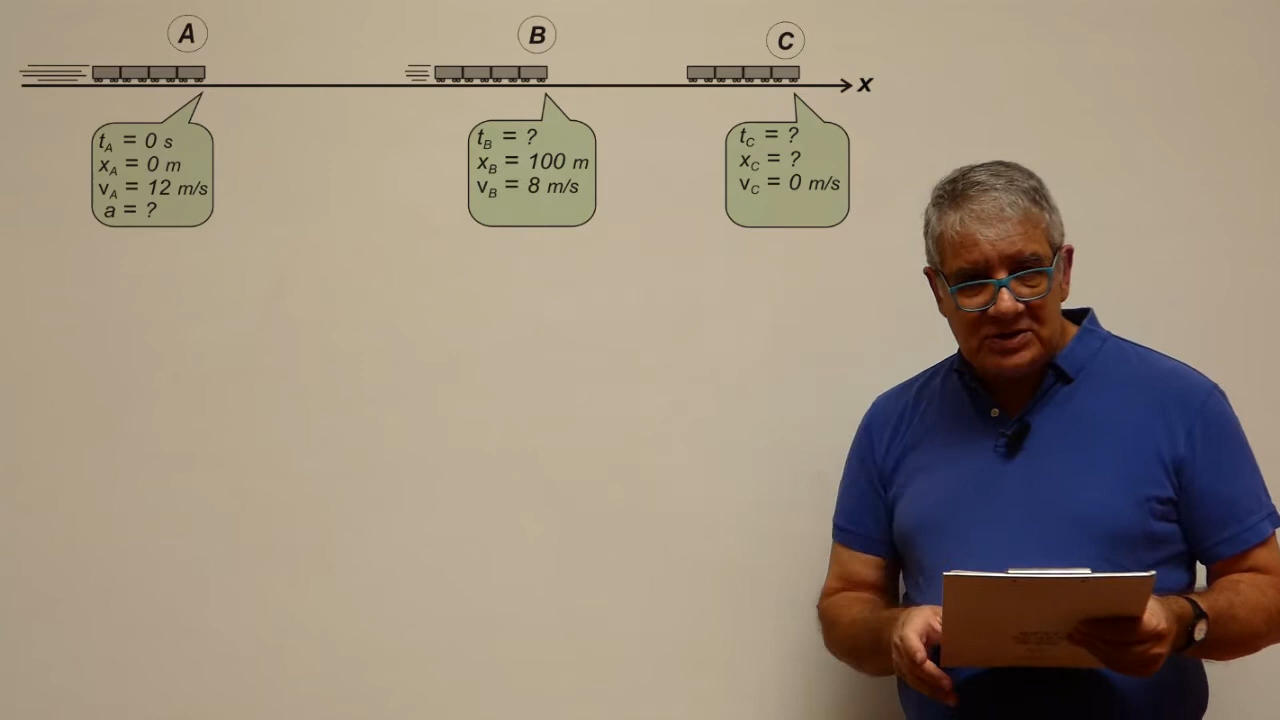 A
B
C
x
t_A = 0 s
x_A = 0 m
v_A = 12 m/s
a = ?
t_B = ?
x_B = 100 m
v_B = 8 m/s
t_C = ?
x_C = ?
v_C = 0 m/s